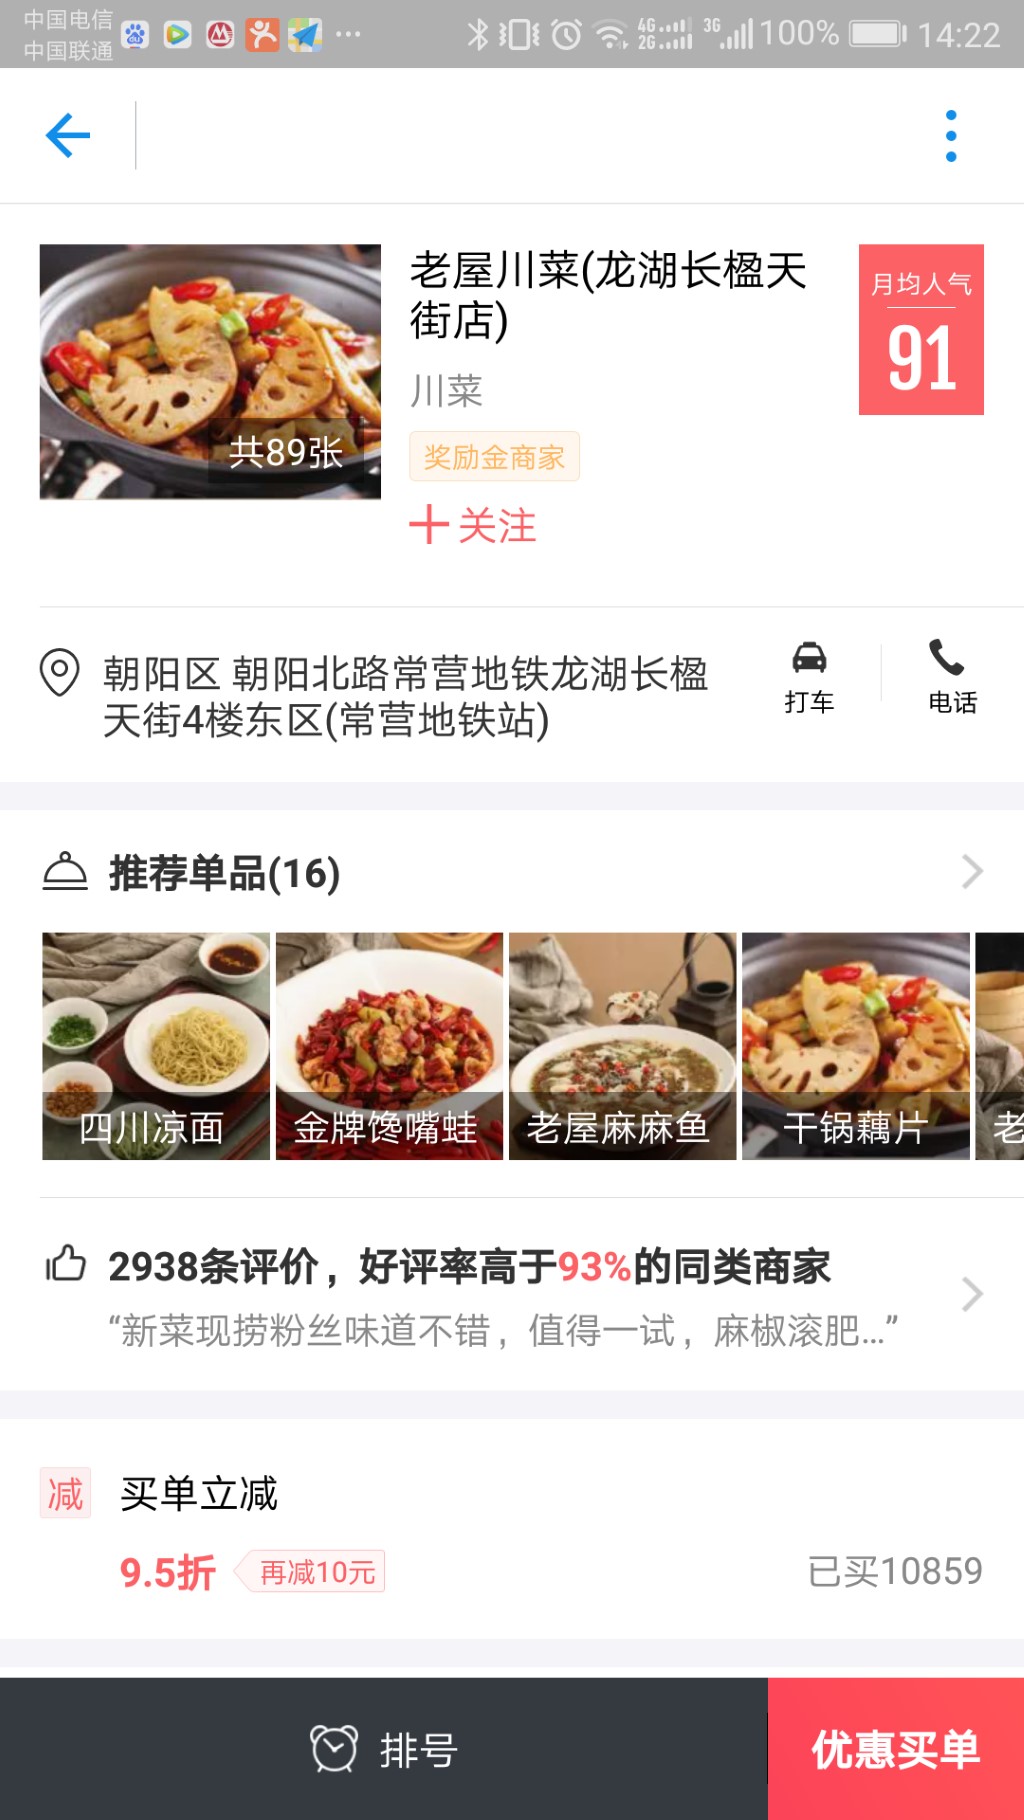 中国电信
中国联通
4G
2G
3G
100%
14:22
老屋川菜(龙湖长楹天
街店)
川菜
奖励金商家
关注
月均人气
91
共89张
朝阳区 朝阳北路常营地铁龙湖长楹
天街4楼东区(常营地铁站)
打车
电话
推荐单品(16)
四川凉面
金牌馋嘴蛙
老屋麻麻鱼
干锅藕片
老
2938条评价，好评率高于93%的同类商家
“新菜现捞粉丝味道不错，值得一试，麻椒滚肥...”
减 买单立减
9.5折
再减10元
已买10859
排号
优惠买单